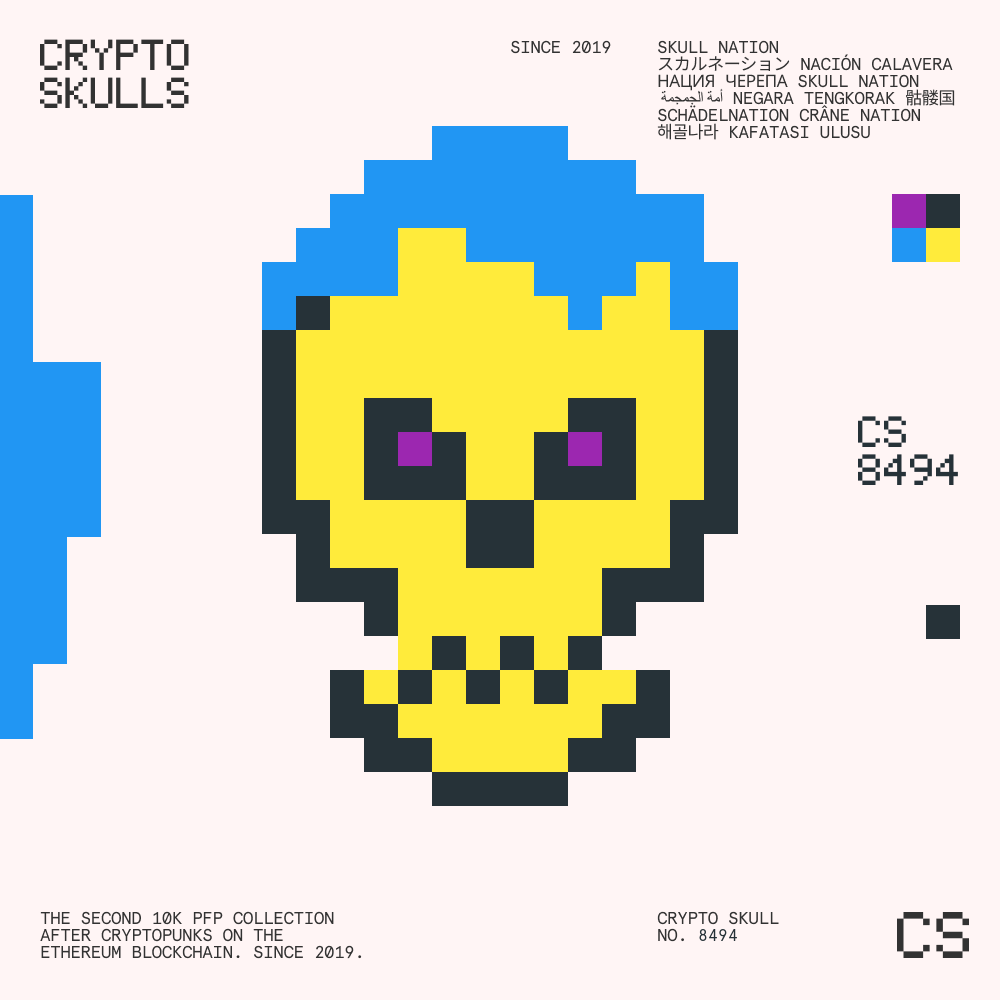 CRYPTO
SKULLS
SINCE 2019
SKULL NATION
スカルネーション NACIÓN CALAVERA
НАЦИЯ ЧЕРЕПА SKULL NATION
أمة الجمجمة NEGARA TENGKORAK 骷髅国
SCHÄDELNATION CRÂNE NATION
해골나라 KAFATASI ULUSU
CS
8494
THE SECOND 10K PFP COLLECTION
AFTER CRYPTOPUNKS ON THE
ETHEREUM BLOCKCHAIN. SINCE 2019.
CRYPTO SKULL
NO. 8494
CS